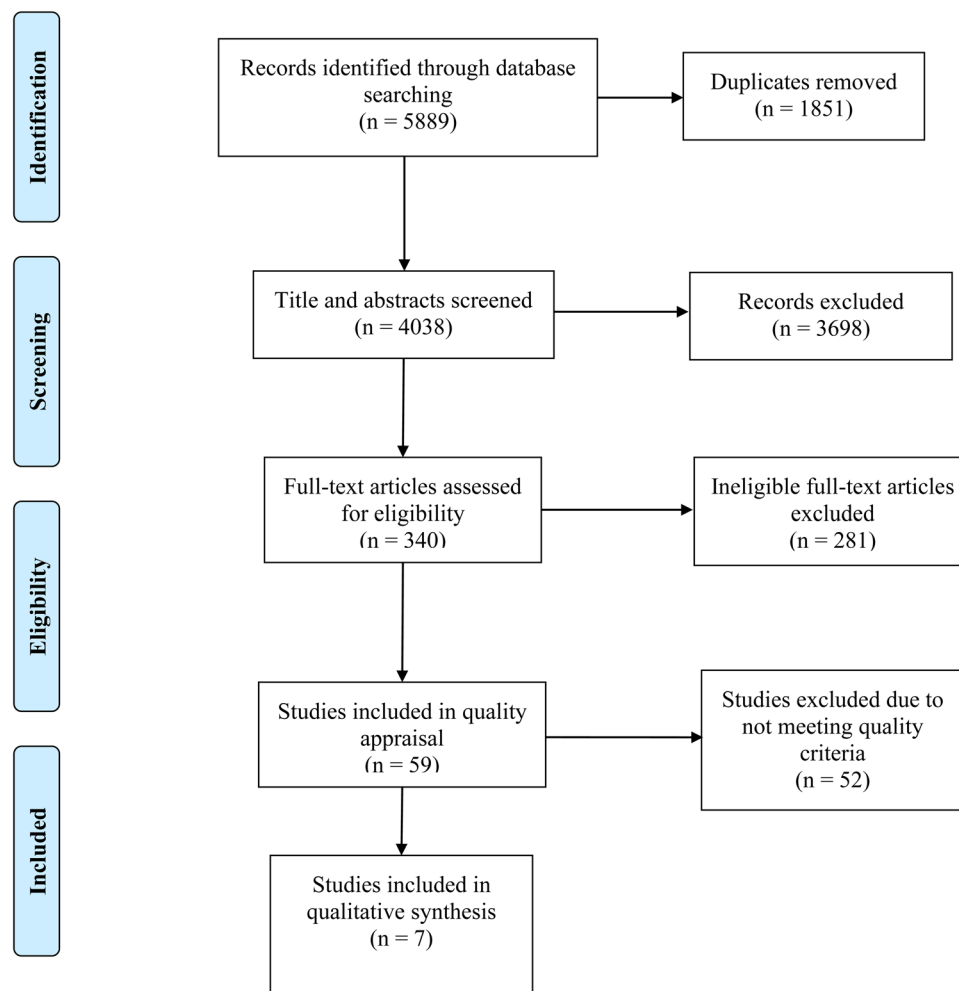 Identification
Records identified through database
searching
(n = 5889)
Duplicates removed
(n = 1851)
Screening
Title and abstracts screened
(n = 4038)
Records excluded
(n = 3698)
Eligibility
Full-text articles assessed
for eligibility
(n = 340)
Ineligible full-text articles
excluded
(n = 281)
Studies included in quality
appraisal
(n = 59)
Studies excluded due to
not meeting quality
criteria
(n = 52)
Included
Studies included in
qualitative synthesis
(n = 7)